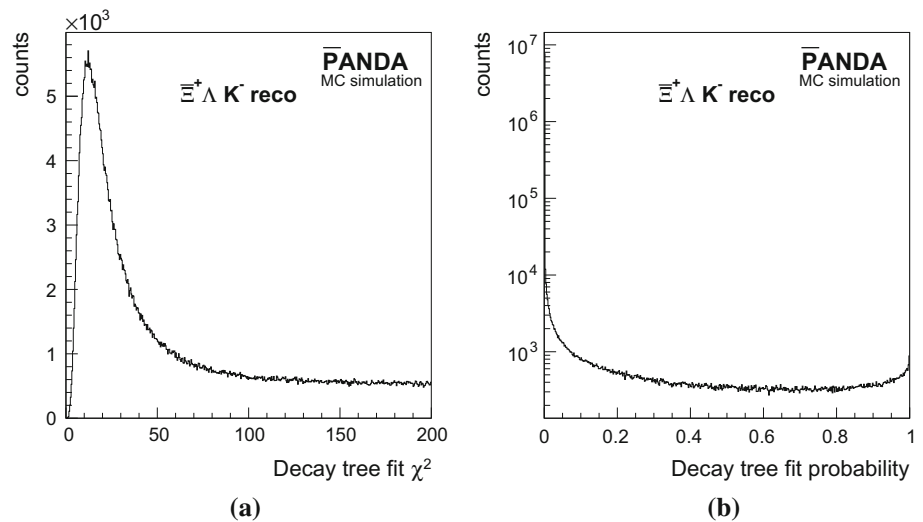 ×10³
counts
P̅ANDA
MC simulation
Ξ̅⁺ Λ K⁻ reco
5
4
3
2
1
0
0 50 100 150 200
Decay tree fit χ²
(a)
counts
10⁷
10⁶
10⁵
10⁴
10³
P̅ANDA
MC simulation
Ξ̅⁺ Λ K⁻ reco
0 0.2 0.4 0.6 0.8 1
Decay tree fit probability
(b)